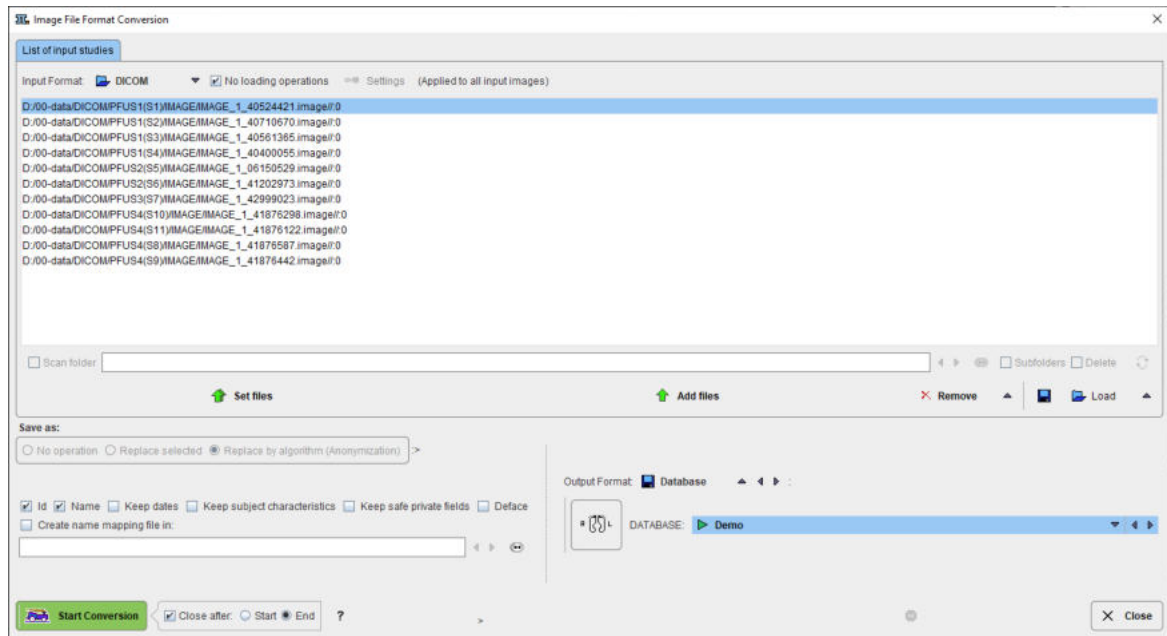 Image File Format Conversion
List of input studies
Input Format: DICOM No loading operations Settings (Applied to all input images)
D:/00-data/DICOM/PFUS1(S1)/IMAGE/IMAGE_1_40524421.image//:0
D:/00-data/DICOM/PFUS1(S2)/IMAGE/IMAGE_1_40710670.image//:0
D:/00-data/DICOM/PFUS1(S3)/IMAGE/IMAGE_1_40561365.image//:0
D:/00-data/DICOM/PFUS1(S4)/IMAGE/IMAGE_1_40400055.image//:0
D:/00-data/DICOM/PFUS2(S5)/IMAGE/IMAGE_1_06150529.image//:0
D:/00-data/DICOM/PFUS2(S6)/IMAGE/IMAGE_1_41202973.image//:0
D:/00-data/DICOM/PFUS3(S7)/IMAGE/IMAGE_1_42999023.image//:0
D:/00-data/DICOM/PFUS4(S10)/IMAGE/IMAGE_1_41876298.image//:0
D:/00-data/DICOM/PFUS4(S11)/IMAGE/IMAGE_1_41876122.image//:0
D:/00-data/DICOM/PFUS4(S8)/IMAGE/IMAGE_1_41876587.image//:0
D:/00-data/DICOM/PFUS4(S9)/IMAGE/IMAGE_1_41876442.image//:0
Scan folder Subfolders Delete
Set files Add files Remove Load
Save as:
No operation Replace selected Replace by algorithm (Anonymization) >
Output Format: Database :
Id Name Keep dates Keep subject characteristics Keep safe private fields Deface
Create name mapping file in:
R L DATABASE: Demo
Start Conversion Close after: Start End ? > Close